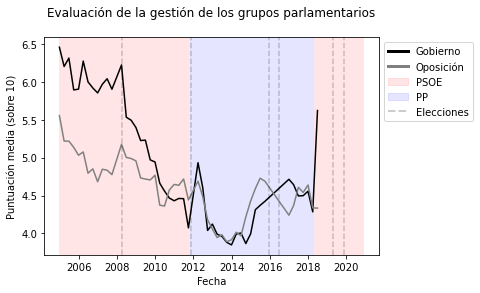 Evaluación de la gestión de los grupos parlamentarios
Puntuación media (sobre 10)
6.5
6.0
5.5
5.0
4.5
4.0
2006 2008 2010 2012 2014 2016 2018 2020
Fecha
Gobierno
Oposición
PSOE
PP
Elecciones